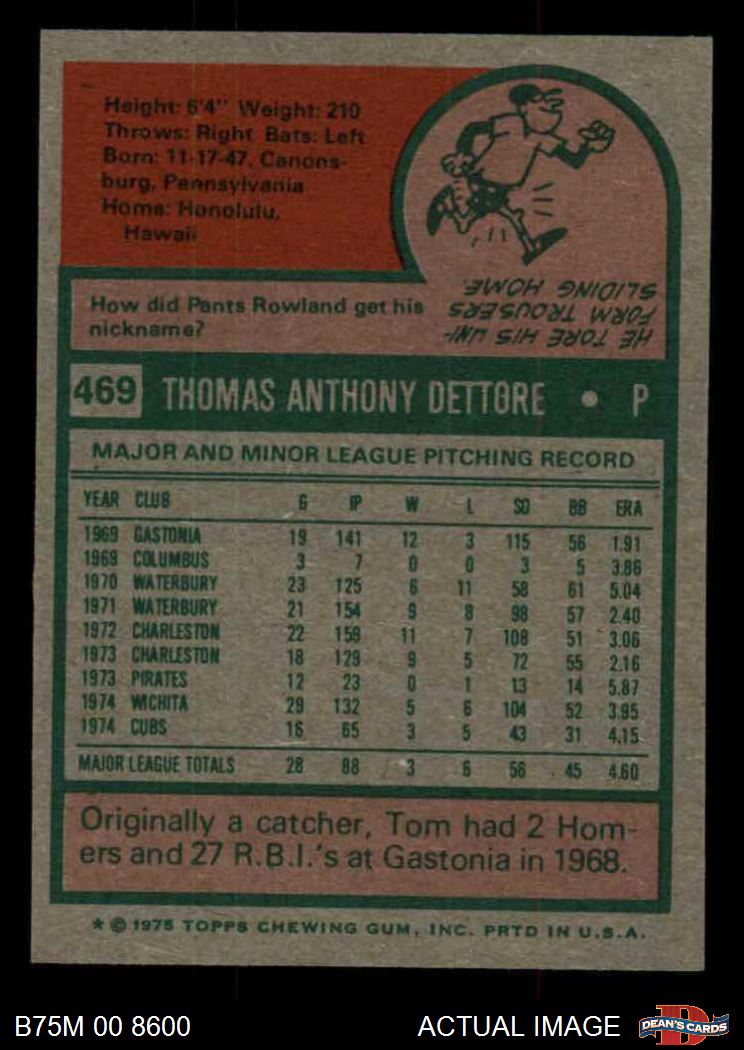 Height: 6'4" Weight: 210
Throws: Right Bats: Left
Born: 11-17-47, Canons-
burg, Pennsylvania
Home: Honolulu,
Hawaii
How did Pants Rowland get his
nickname?
HE TORE HIS UNI-
FORM TROUSERS
SLIDING HOME.
469 THOMAS ANTHONY DETTORE • P
MAJOR AND MINOR LEAGUE PITCHING RECORD
YEAR CLUB G IP W L SO BB ERA
1969 GASTONIA 19 141 12 3 115 56 1.91
1969 COLUMBUS 3 7 0 0 3 5 3.86
1970 WATERBURY 23 125 6 11 58 61 5.04
1971 WATERBURY 21 154 9 8 98 57 2.40
1972 CHARLESTON 22 159 11 7 108 51 3.06
1973 CHARLESTON 18 129 9 5 72 55 2.16
1973 PIRATES 12 23 0 1 13 14 5.87
1974 WICHITA 29 132 5 6 104 52 3.95
1974 CUBS 16 65 3 5 43 31 4.15
MAJOR LEAGUE TOTALS 28 88 3 6 56 45 4.60
Originally a catcher, Tom had 2 Hom-
ers and 27 R.B.I.'s at Gastonia in 1968.
* © 1975 TOPPS CHEWING GUM, INC. PRTD IN U.S.A.
B75M 00 8600 ACTUAL IMAGE DEAN'S CARDS